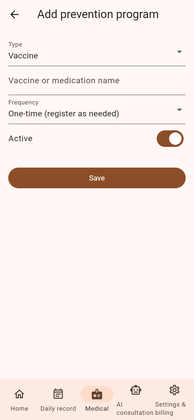 Add prevention program
Type
Vaccine
Vaccine or medication name
Frequency
One-time (register as needed)
Active
Save
Home
Daily record
Medical
AI
consultation
Settings &
billing